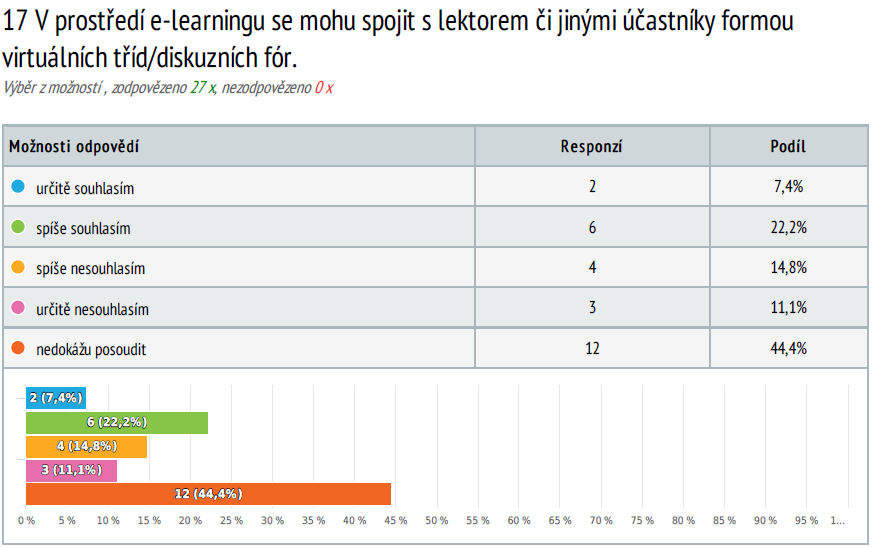 17 V prostředí e-learningu se mohu spojit s lektorem či jinými účastníky formou
virtuálních tříd/diskuzních fór.
Výběr z možností , zodpovězeno 27 x, nezodpovězeno 0 x
Možnosti odpovědí Responzí Podíl
určitě souhlasím 2 7,4%
spíše souhlasím 6 22,2%
spíše nesouhlasím 4 14,8%
určitě nesouhlasím 3 11,1%
nedokážu posoudit 12 44,4%
2 (7,4%)
6 (22,2%)
4 (14,8%)
3 (11,1%)
12 (44,4%)
0 % 5 % 10 % 15 % 20 % 25 % 30 % 35 % 40 % 45 % 50 % 55 % 60 % 65 % 70 % 75 % 80 % 85 % 90 % 95 % 1...